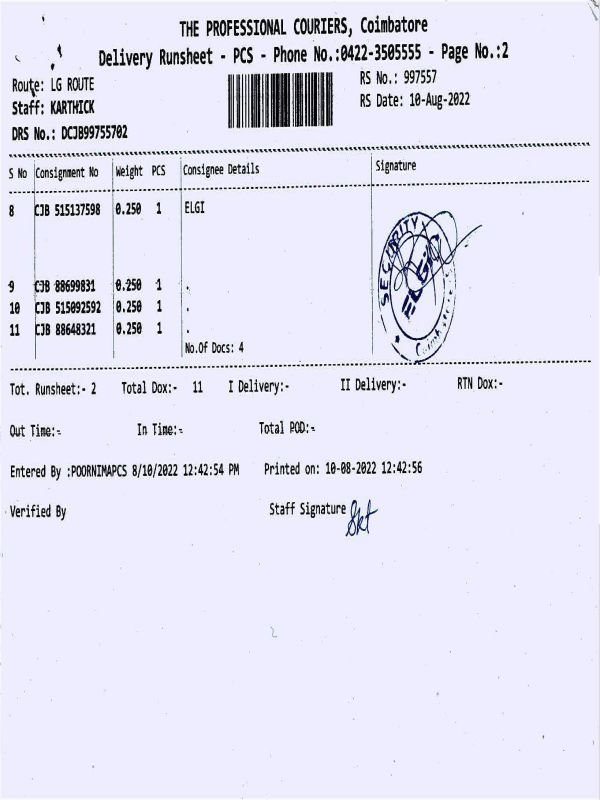 THE PROFESSIONAL COURIERS, Coimbatore
Delivery Runsheet - PCS - Phone No.:0422-3505555 - Page No.:2
Route: LG ROUTE
RS No.: 997557
Staff: KARTHICK
RS Date: 10-Aug-2022
DRS No.: DCJB99755702
S No Consignment No Weight PCS Consignee Details Signature
8 CJB 515137598 0.250 1 ELGI
SECURITY
ELGi
Coimbatore
9 CJB 88699831 0.250 1 .
10 CJB 515092592 0.250 1 .
11 CJB 88648321 0.250 1 .
No.Of Docs: 4
Tot. Runsheet:- 2 Total Dox:- 11 I Delivery:- II Delivery:- RTN Dox:-
Out Time:- In Time:- Total POD:-
Entered By :POORNIMAPCS 8/10/2022 12:42:54 PM Printed on: 10-08-2022 12:42:56
Verified By Staff Signature